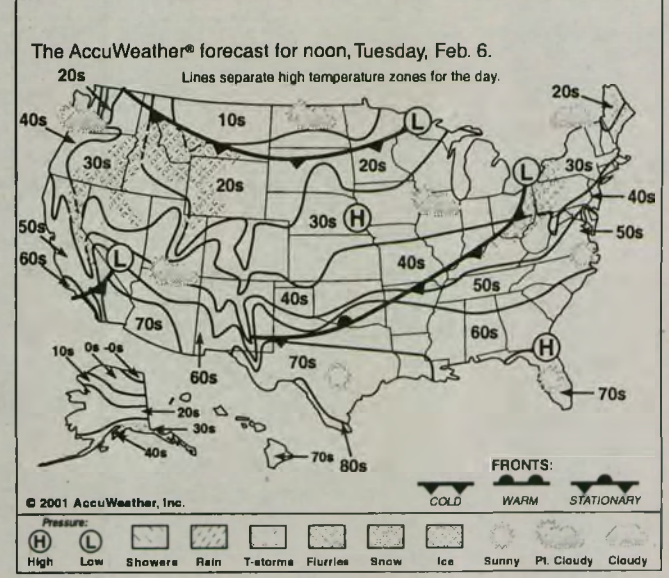 The AccuWeather® forecast for noon, Tuesday, Feb. 6.
Lines separate high temperature zones for the day.
20s
40s
10s
L
20s
30s
20s
20s
L
30s
40s
50s
50s
60s
L
30s
H
40s
40s
50s
60s
H
70s
60s
70s
70s
80s
10s 0s -0s
20s
30s
40s
70s
FRONTS:
COLD WARM STATIONARY
© 2001 AccuWeather, Inc.
Pressure:
H L
High Low Showers Rain T-storms Flurries Snow Ice Sunny Pt. Cloudy Cloudy